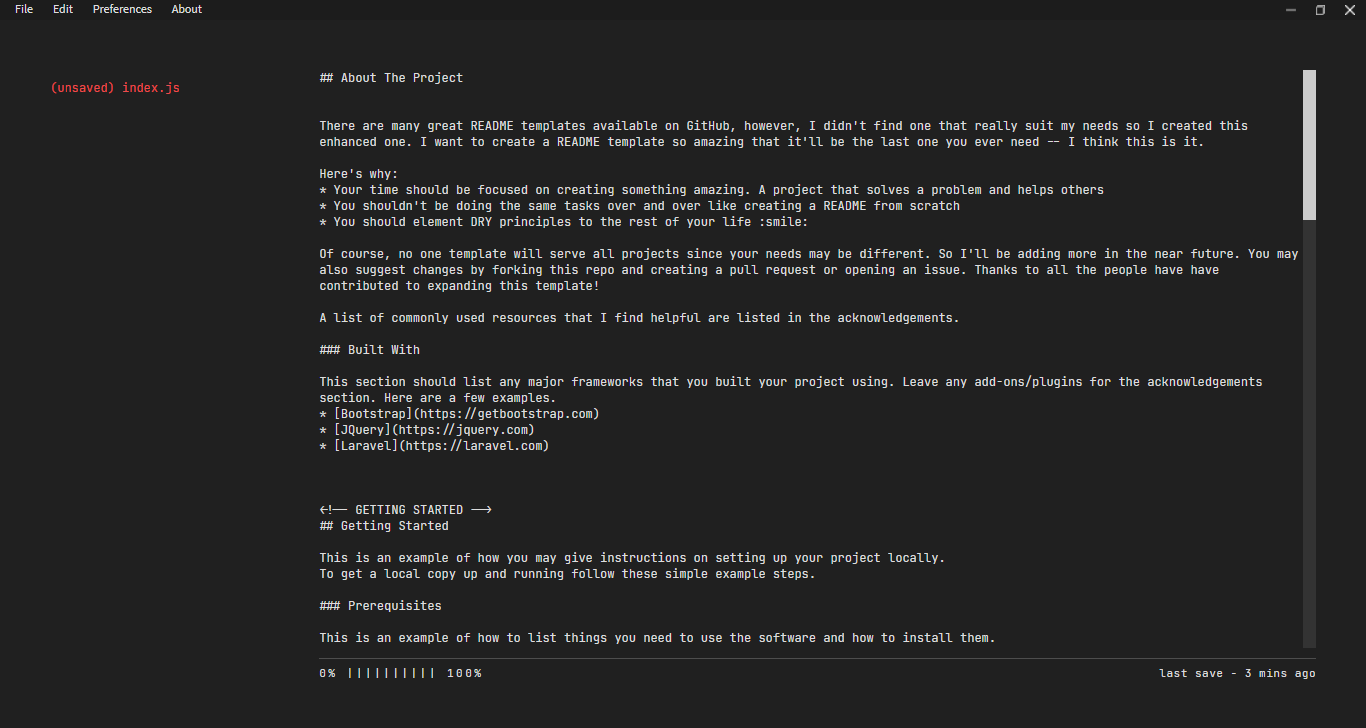 File Edit Preferences About
(unsaved) index.js
## About The Project
There are many great README templates available on GitHub, however, I didn't find one that really suit my needs so I created this
enhanced one. I want to create a README template so amazing that it'll be the last one you ever need -- I think this is it.
Here's why:
* Your time should be focused on creating something amazing. A project that solves a problem and helps others
* You shouldn't be doing the same tasks over and over like creating a README from scratch
* You should element DRY principles to the rest of your life :smile:
Of course, no one template will serve all projects since your needs may be different. So I'll be adding more in the near future. You may
also suggest changes by forking this repo and creating a pull request or opening an issue. Thanks to all the people have have
contributed to expanding this template!
A list of commonly used resources that I find helpful are listed in the acknowledgements.
### Built With
This section should list any major frameworks that you built your project using. Leave any add-ons/plugins for the acknowledgements
section. Here are a few examples.
* [Bootstrap](https://getbootstrap.com)
* [JQuery](https://jquery.com)
* [Laravel](https://laravel.com)
<!-- GETTING STARTED -->
## Getting Started
This is an example of how you may give instructions on setting up your project locally.
To get a local copy up and running follow these simple example steps.
### Prerequisites
This is an example of how to list things you need to use the software and how to install them.
0% |||||||||| 100%
last save - 3 mins ago